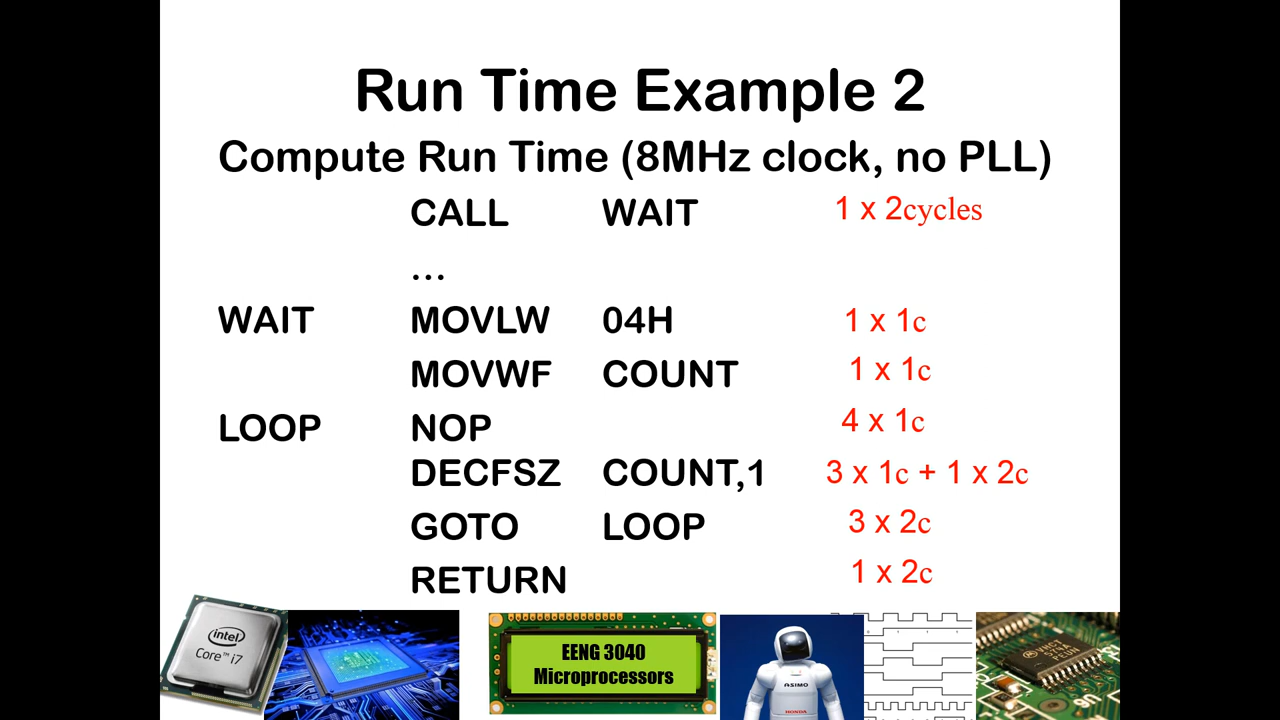 Run Time Example 2
Compute Run Time (8MHz clock, no PLL)
CALL WAIT 1 x 2cycles
...
WAIT MOVLW 04H 1 x 1c
MOVWF COUNT 1 x 1c
LOOP NOP 4 x 1c
DECFSZ COUNT,1 3 x 1c + 1 x 2c
GOTO LOOP 3 x 2c
RETURN 1 x 2c
intel
Core™ i7
EENG 3040
Microprocessors
ASIMO
HONDA